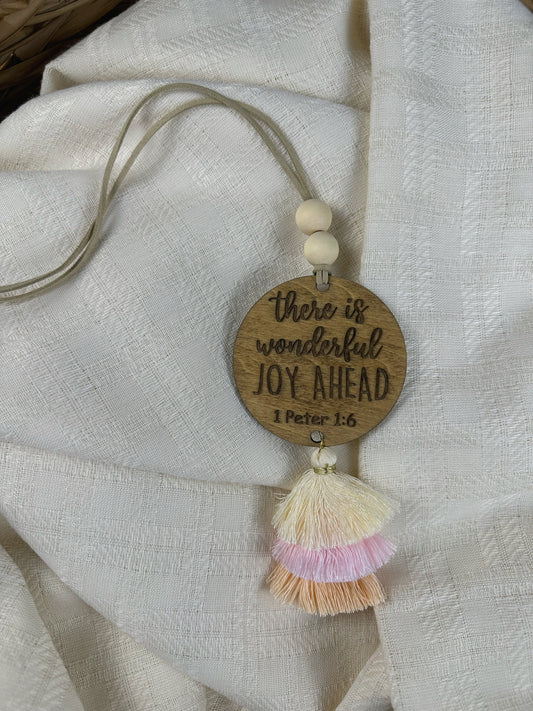 there is
wonderful
JOY AHEAD
1 Peter 1:6